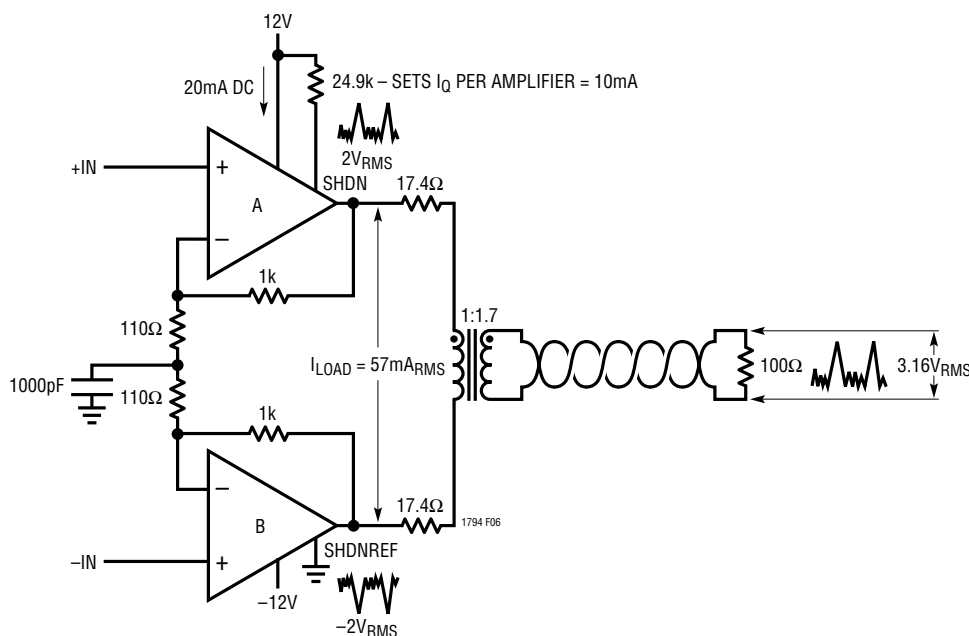 12V
20mA DC
24.9k – SETS IQ PER AMPLIFIER = 10mA
2VRMS
+IN
+
A
SHDN
17.4Ω
–
1k
110Ω
1:1.7
1000pF
ILOAD = 57mARMS
100Ω
3.16VRMS
110Ω
1k
–
17.4Ω
1794 F06
B
SHDNREF
–IN
+
–12V
–2VRMS